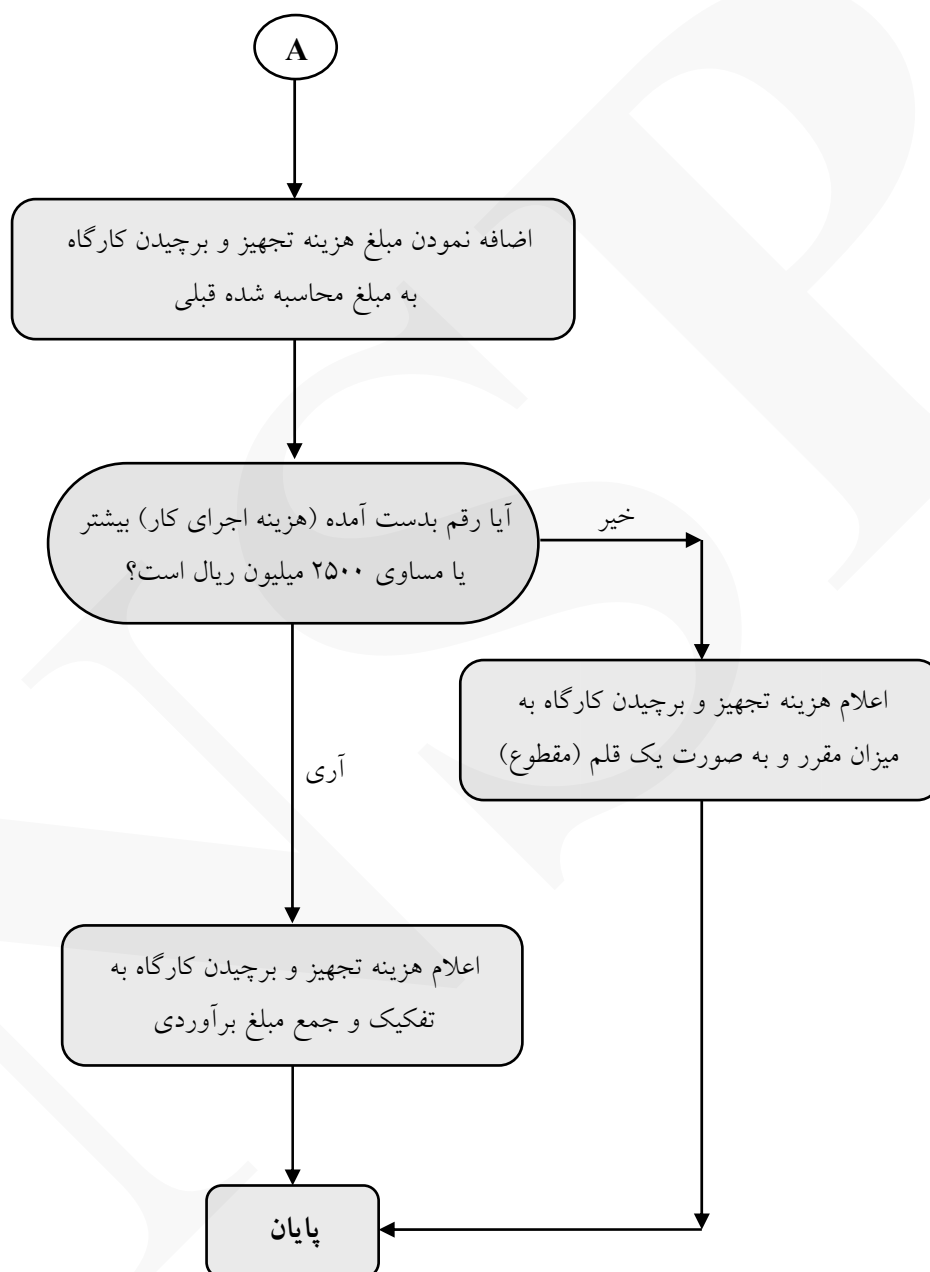 A
اضافه نمودن مبلغ هزینه تجهیز و برچیدن کارگاه
به مبلغ محاسبه شده قبلی
آیا رقم بدست آمده (هزینه اجرای کار) بیشتر
یا مساوی ۲۵۰۰ میلیون ریال است؟
خیر
اعلام هزینه تجهیز و برچیدن کارگاه به
میزان مقرر و به صورت یک قلم (مقطوع)
آری
اعلام هزینه تجهیز و برچیدن کارگاه به
تفکیک و جمع مبلغ برآوردی
پایان